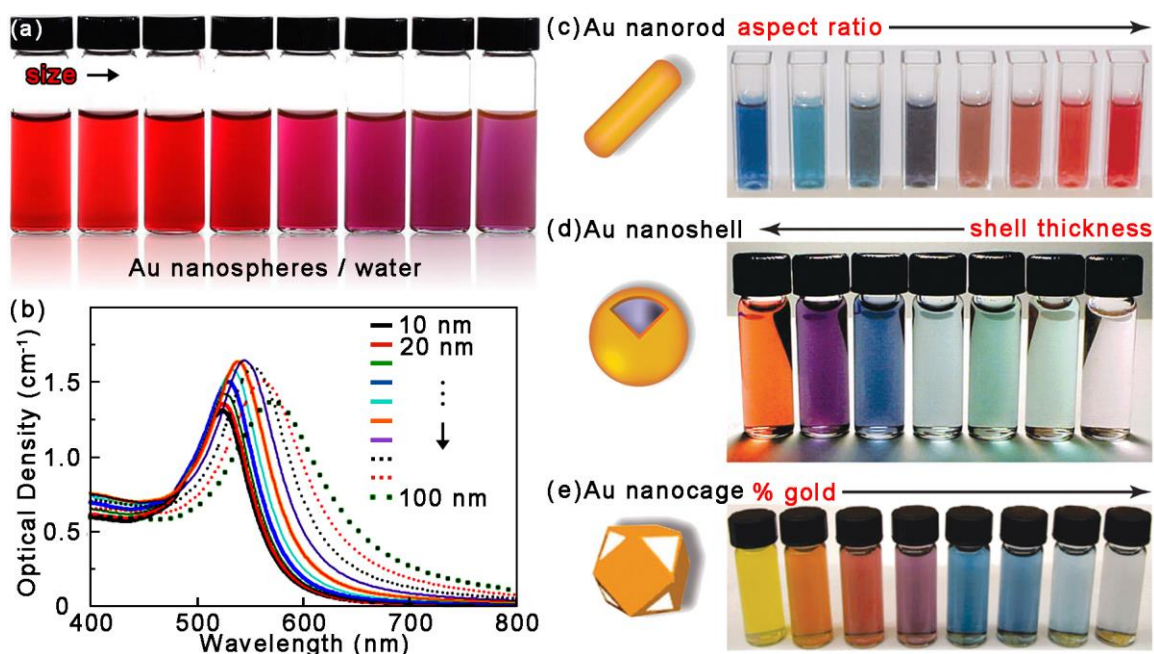 (a)
size →
Au nanospheres / water
(b)
10 nm
20 nm
100 nm
Optical Density (cm⁻¹)
1.5
1.0
0.5
0
400 500 600 700 800
Wavelength (nm)
(c) Au nanorod aspect ratio
(d) Au nanoshell shell thickness
(e) Au nanocage % gold